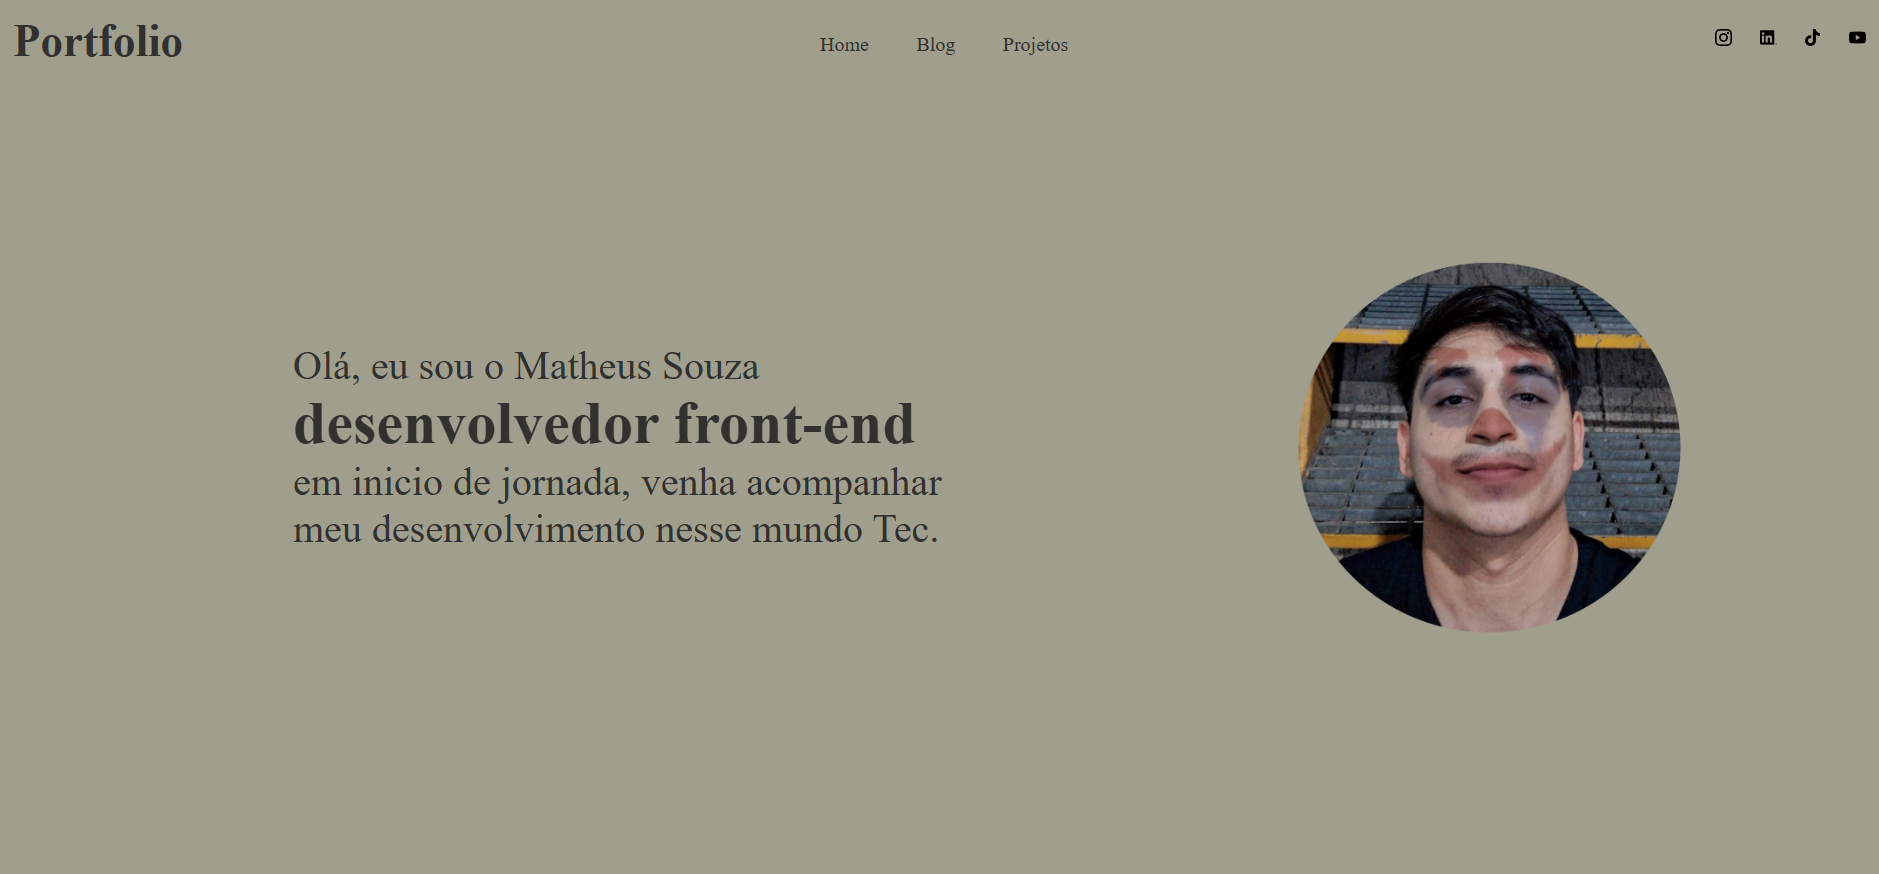 Portfolio
Home Blog Projetos
Olá, eu sou o Matheus Souza
desenvolvedor front-end
em inicio de jornada, venha acompanhar
meu desenvolvimento nesse mundo Tec.